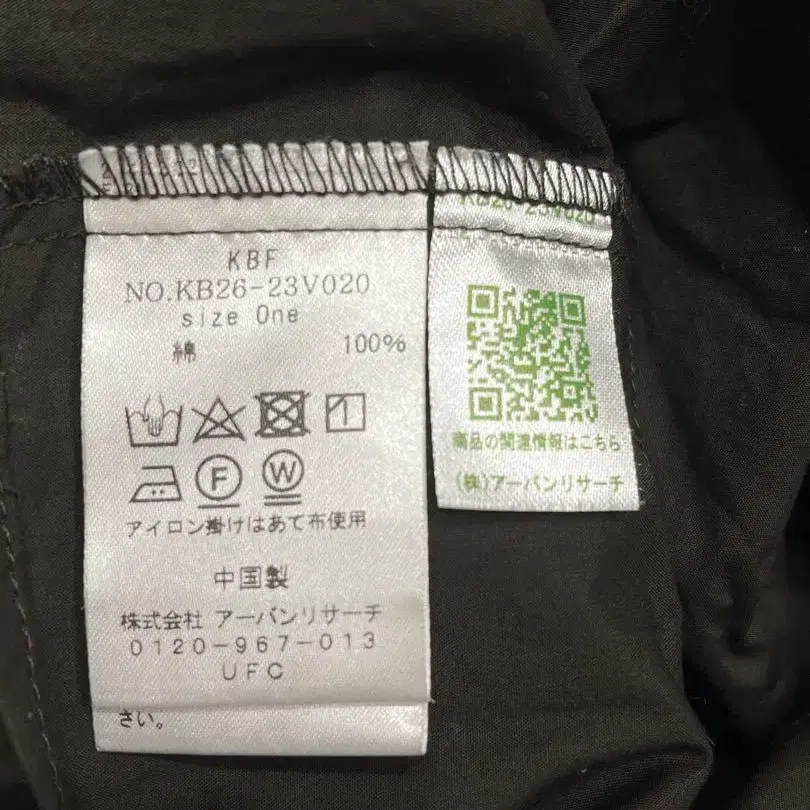 KBF
NO.KB26-23V020
size One
綿 100%
F W
アイロン掛けはあて布使用
中国製
株式会社 アーバンリサーチ
0120-967-013
UFC
さい。
KB26-23V020
商品の関連情報はこちら
(株)アーバンリサーチ